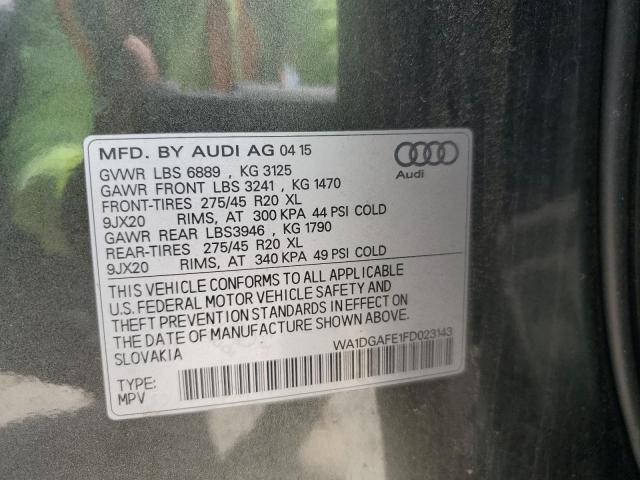 MFD. BY AUDI AG 04 15
GVWR LBS 6889 , KG 3125
GAWR FRONT LBS 3241 , KG 1470
FRONT-TIRES 275/45 R20 XL
9JX20 RIMS, AT 300 KPA 44 PSI COLD
GAWR REAR LBS3946 , KG 1790
REAR-TIRES 275/45 R20 XL
9JX20 RIMS, AT 340 KPA 49 PSI COLD
THIS VEHICLE CONFORMS TO ALL APPLICABLE
U.S. FEDERAL MOTOR VEHICLE SAFETY AND
THEFT PREVENTION STANDARDS IN EFFECT ON
THE DATE OF MANUFACTURE SHOWN ABOVE.
SLOVAKIA
WA1DGAFE1FD023143
TYPE:
MPV
Audi